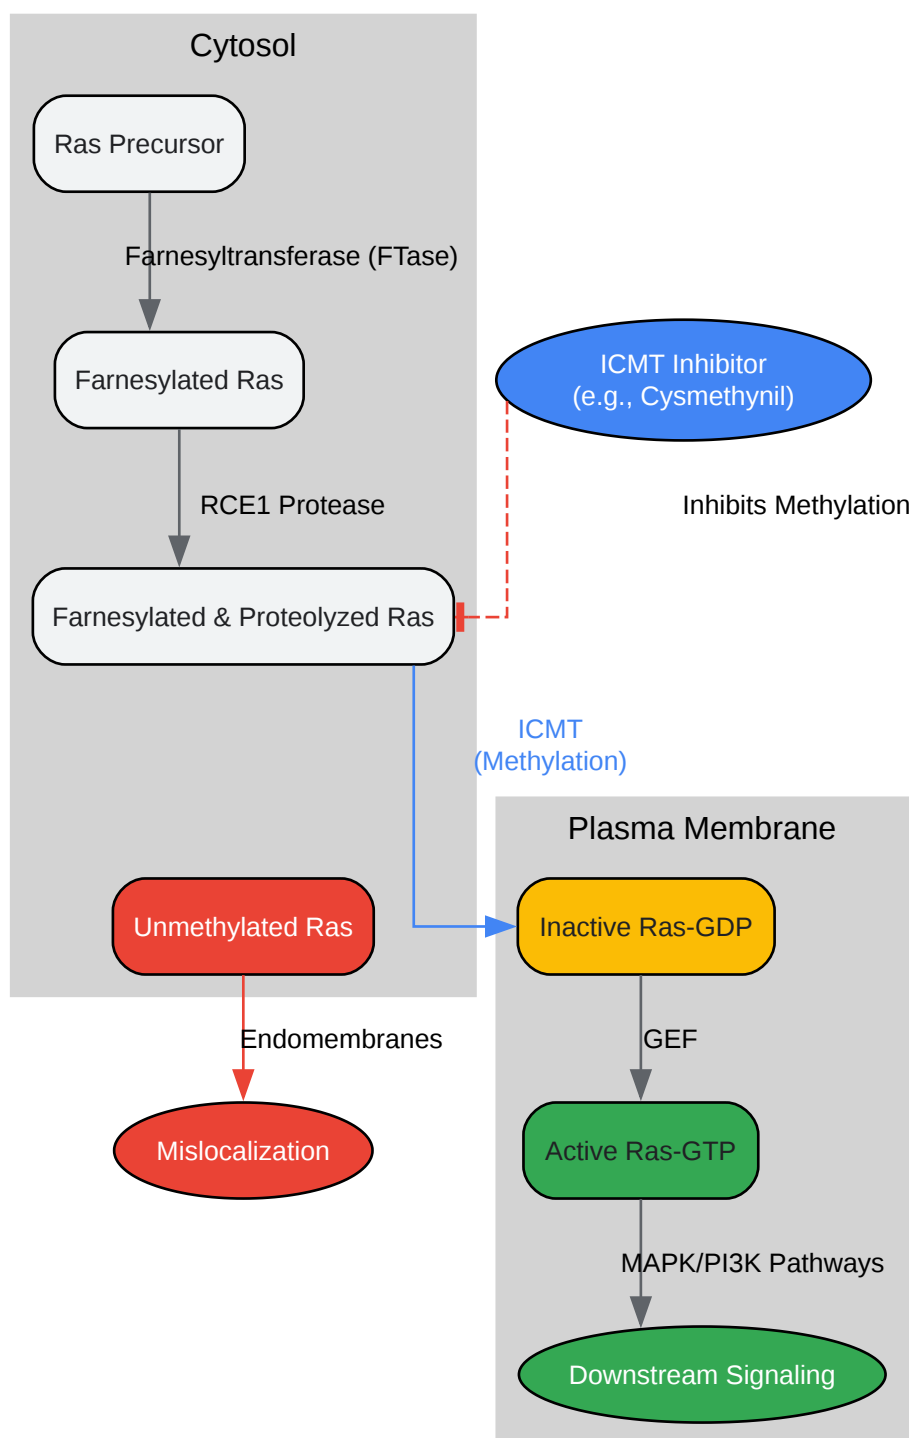 Cytosol
Ras Precursor
Farnesyltransferase (FTase)
Farnesylated Ras
ICMT Inhibitor
(e.g., Cysmethynil)
RCE1 Protease
Inhibits Methylation
Farnesylated & Proteolyzed Ras
ICMT
(Methylation)
Plasma Membrane
Unmethylated Ras
Inactive Ras-GDP
Endomembranes
GEF
Mislocalization
Active Ras-GTP
MAPK/PI3K Pathways
Downstream Signaling